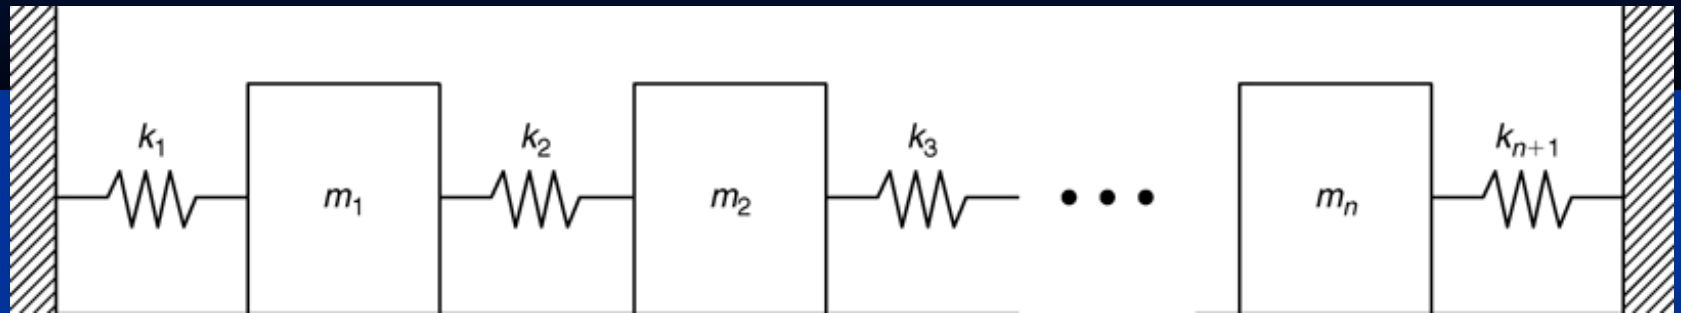 k₁ k₂ k₃ kₙ₊₁
m₁ m₂ mₙ